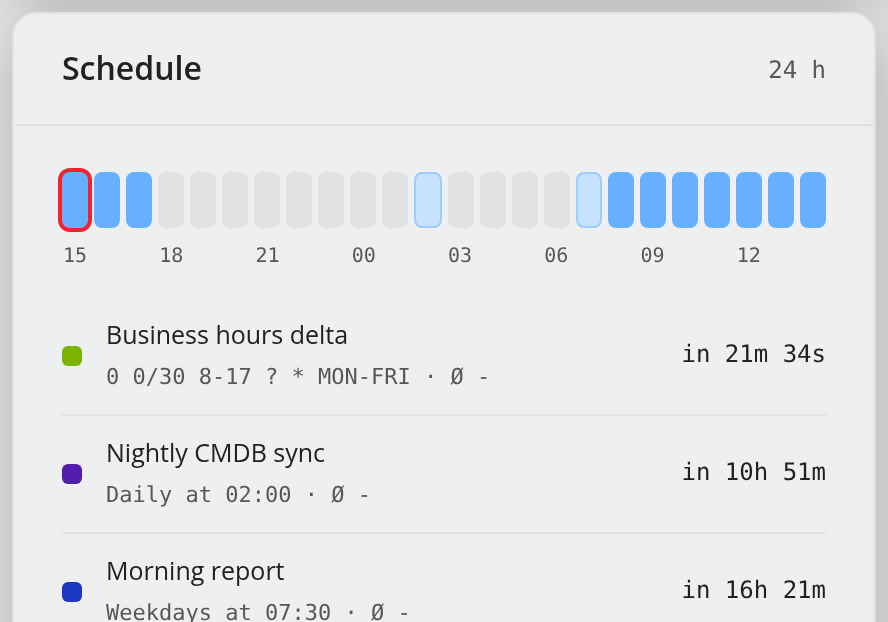 Schedule 24 h
15 18 21 00 03 06 09 12
Business hours delta
in 21m 34s
0 0/30 8-17 ? * MON-FRI · Ø -
Nightly CMDB sync
in 10h 51m
Daily at 02:00 · Ø -
Morning report
in 16h 21m
Weekdays at 07:30 · Ø -